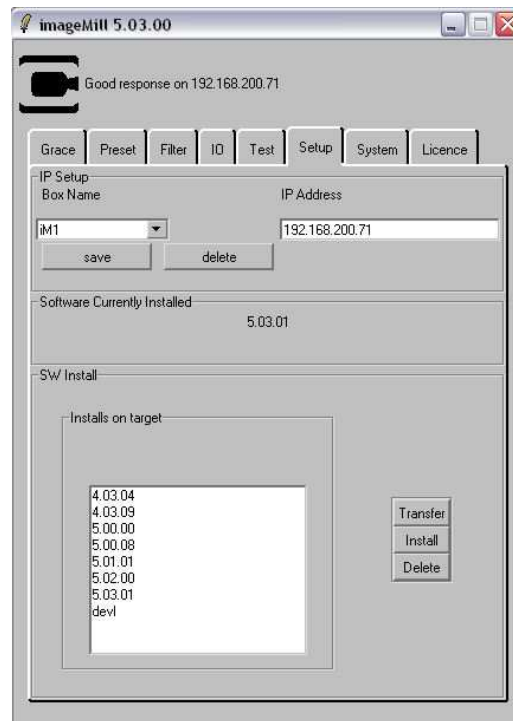 imageMill 5.03.00
Good response on 192.168.200.71
Grace Preset Filter IO Test Setup System Licence
IP Setup
Box Name IP Address
iM1 192.168.200.71
save delete
Software Currently Installed
5.03.01
SW Install
Installs on target
4.03.04
4.03.09
5.00.00
5.00.08
5.01.01
5.02.00
5.03.01
devl
Transfer
Install
Delete